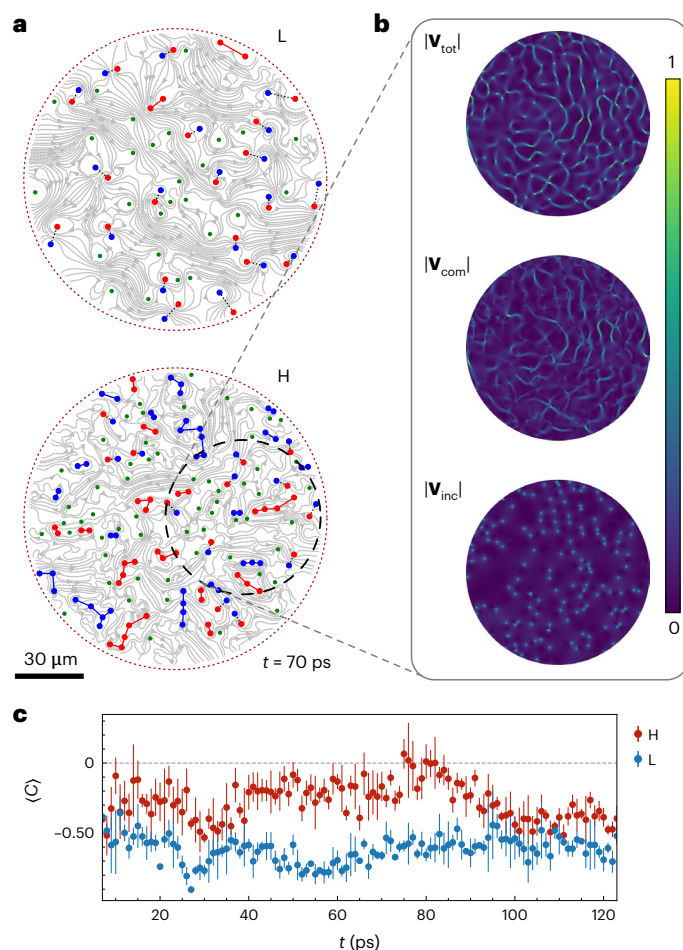 a
L
H
30 µm
t = 70 ps
b
|V_tot|
|V_com|
|V_inc|
1
0
c
⟨C⟩
0
−0.50
20
40
60
80
100
120
t (ps)
H
L